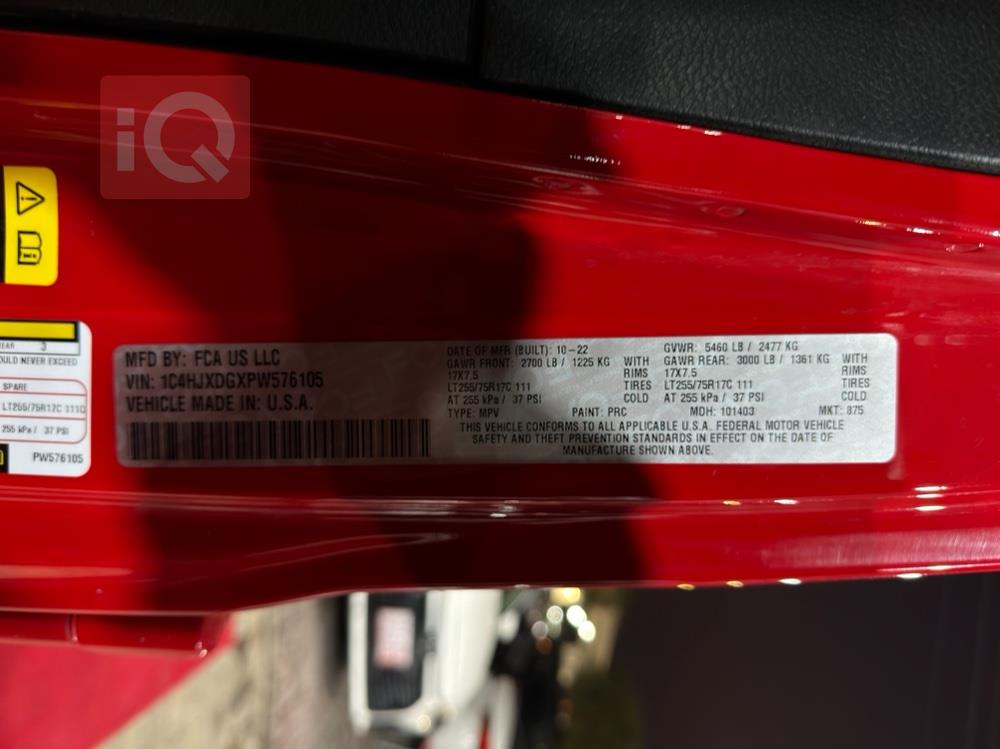 iQ
EAR 3
OULD NEVER EXCEED
SPARE
LT255/75R17C 111Q
255 kPa / 37 PSI
PW576105
MFD BY: FCA US LLC
VIN: 1C4HJXDGXPW576105
VEHICLE MADE IN: U.S.A.
DATE OF MFR (BUILT): 10-22 GVWR: 5460 LB / 2477 KG
GAWR FRONT: 2700 LB / 1225 KG WITH GAWR REAR: 3000 LB / 1361 KG WITH
17X7.5 RIMS 17X7.5 RIMS
LT255/75R17C 111 TIRES LT255/75R17C 111 TIRES
AT 255 kPa / 37 PSI COLD AT 255 kPa / 37 PSI COLD
TYPE: MPV PAINT: PRC MDH: 101403 MKT: 875
THIS VEHICLE CONFORMS TO ALL APPLICABLE U.S.A. FEDERAL MOTOR VEHICLE
SAFETY AND THEFT PREVENTION STANDARDS IN EFFECT ON THE DATE OF
MANUFACTURE SHOWN ABOVE.